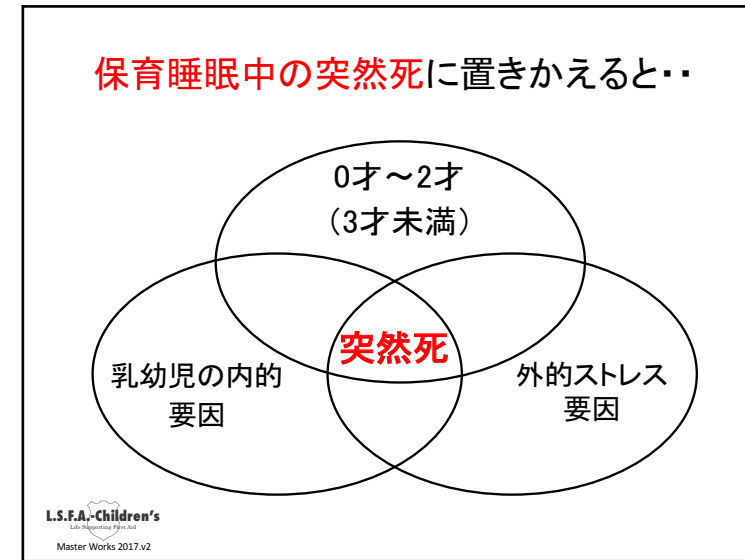 保育睡眠中の突然死に置きかえると・・
0才～2才
（3才未満）
突然死
乳幼児の内的
要因
外的ストレス
要因
L.S.F.A.-Children's
Life Supporting First Aid
Master Works 2017.v2